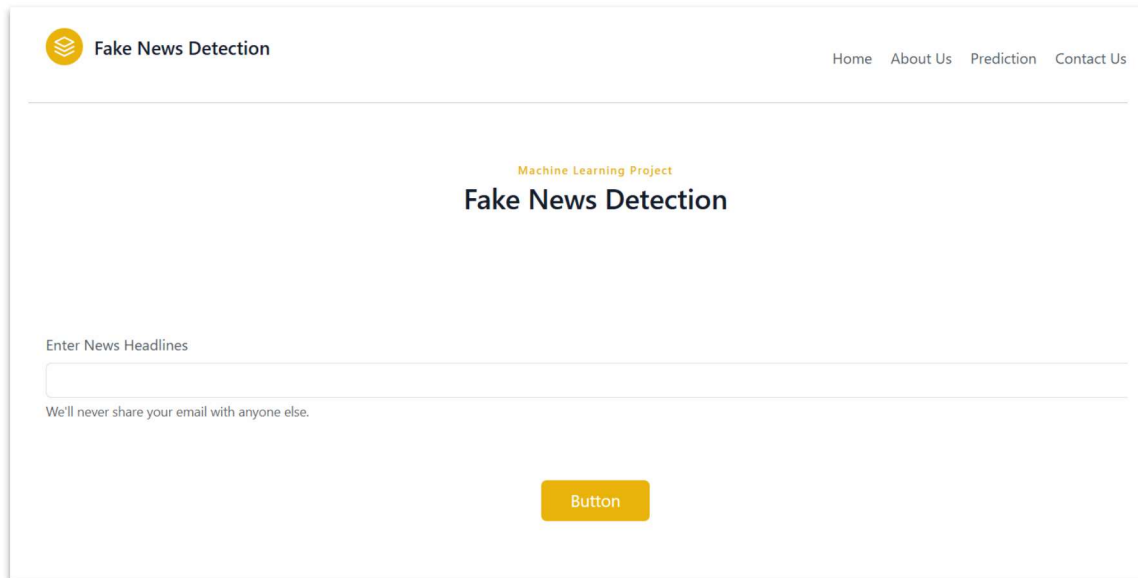 Fake News Detection
Home About Us Prediction Contact Us
Machine Learning Project
Fake News Detection
Enter News Headlines
We'll never share your email with anyone else.
Button